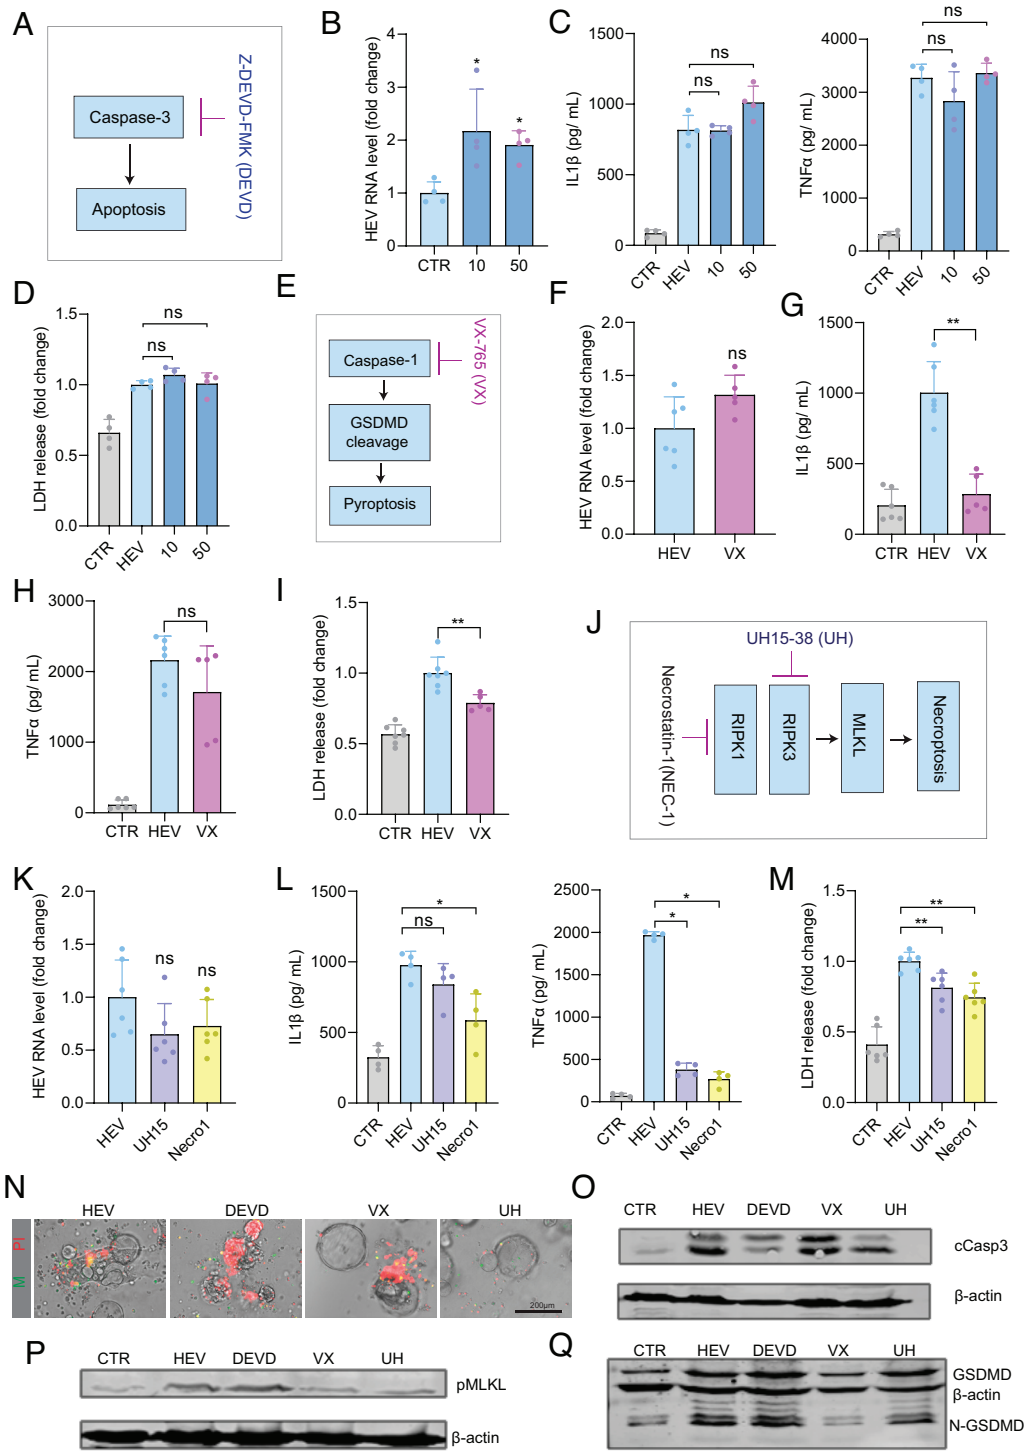 A
Caspase-3
Apoptosis
Z-DEVD-FMK (DEVD)
B
HEV RNA level (fold change)
4
3
2
1
0
*
*
CTR
10
50
C
IL1β (pg/ mL)
1500
1000
500
0
ns
ns
CTR
HEV
10
50
TNFα (pg/ mL)
4000
3000
2000
1000
0
ns
ns
CTR
HEV
10
50
D
LDH release (fold change)
1.5
1.0
0.5
0.0
ns
ns
CTR
HEV
10
50
E
Caspase-1
GSDMD
cleavage
Pyroptosis
VX-765 (VX)
F
HEV RNA level (fold change)
2.0
1.5
1.0
0.5
0.0
ns
HEV
VX
G
IL1β (pg/ mL)
1500
1000
500
0
**
CTR
HEV
VX
H
TNFα (pg/ mL)
3000
2000
1000
0
ns
CTR
HEV
VX
I
LDH release (fold change)
1.5
1.0
0.5
0.0
**
CTR
HEV
VX
J
UH15-38 (UH)
Necrostatin-1(NEC-1)
RIPK1
RIPK3
MLKL
Necroptosis
K
HEV RNA level (fold change)
2.0
1.5
1.0
0.5
0.0
ns
ns
HEV
UH15
Necro1
L
IL1β (pg/ mL)
1500
1000
500
0
*
ns
CTR
HEV
UH15
Necro1
TNFα (pg/ mL)
2500
2000
1500
1000
500
0
*
*
CTR
HEV
UH15
Necro1
M
LDH release (fold change)
1.5
1.0
0.5
0.0
**
**
CTR
HEV
UH15
Necro1
N
HEV
DEVD
VX
UH
M
PI
200μm
O
CTR
HEV
DEVD
VX
UH
cCasp3
β-actin
P
CTR
HEV
DEVD
VX
UH
pMLKL
β-actin
Q
CTR
HEV
DEVD
VX
UH
GSDMD
β-actin
N-GSDMD